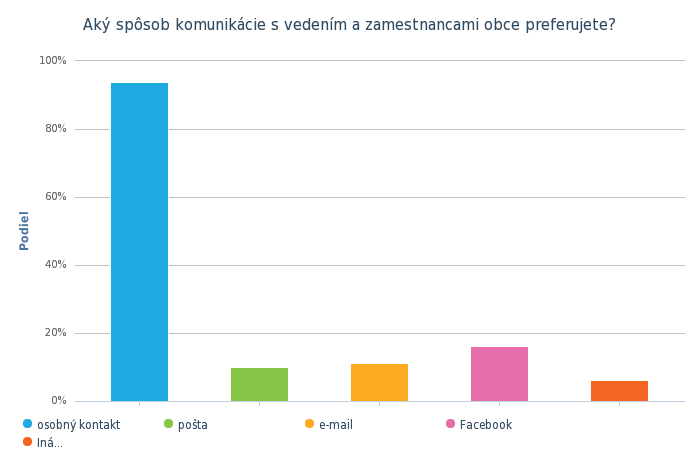 Aký spôsob komunikácie s vedením a zamestnancami obce preferujete?
100%
80%
60%
40%
20%
0%
Podiel
osobný kontakt
pošta
e-mail
Facebook
Iná...